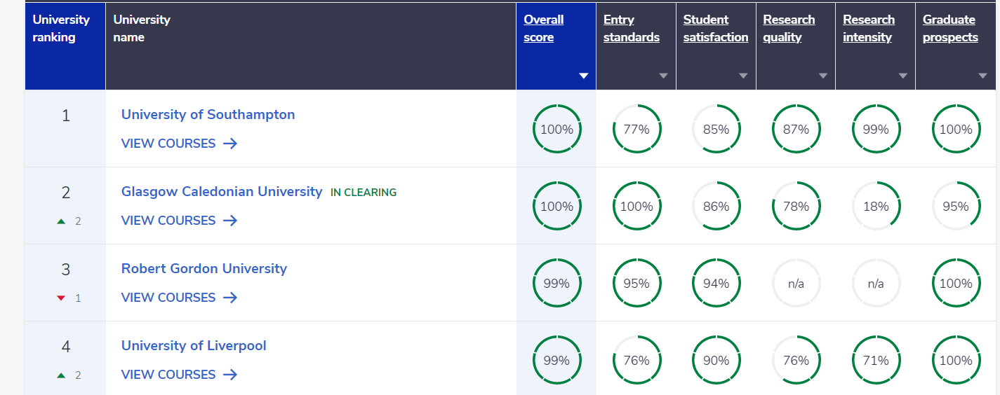 University ranking
University name
Overall score
Entry standards
Student satisfaction
Research quality
Research intensity
Graduate prospects
1
University of Southampton
VIEW COURSES →
100%
77%
85%
87%
99%
100%
2
▲ 2
Glasgow Caledonian University IN CLEARING
VIEW COURSES →
100%
100%
86%
78%
18%
95%
3
▼ 1
Robert Gordon University
VIEW COURSES →
99%
95%
94%
n/a
n/a
100%
4
▲ 2
University of Liverpool
VIEW COURSES →
99%
76%
90%
76%
71%
100%